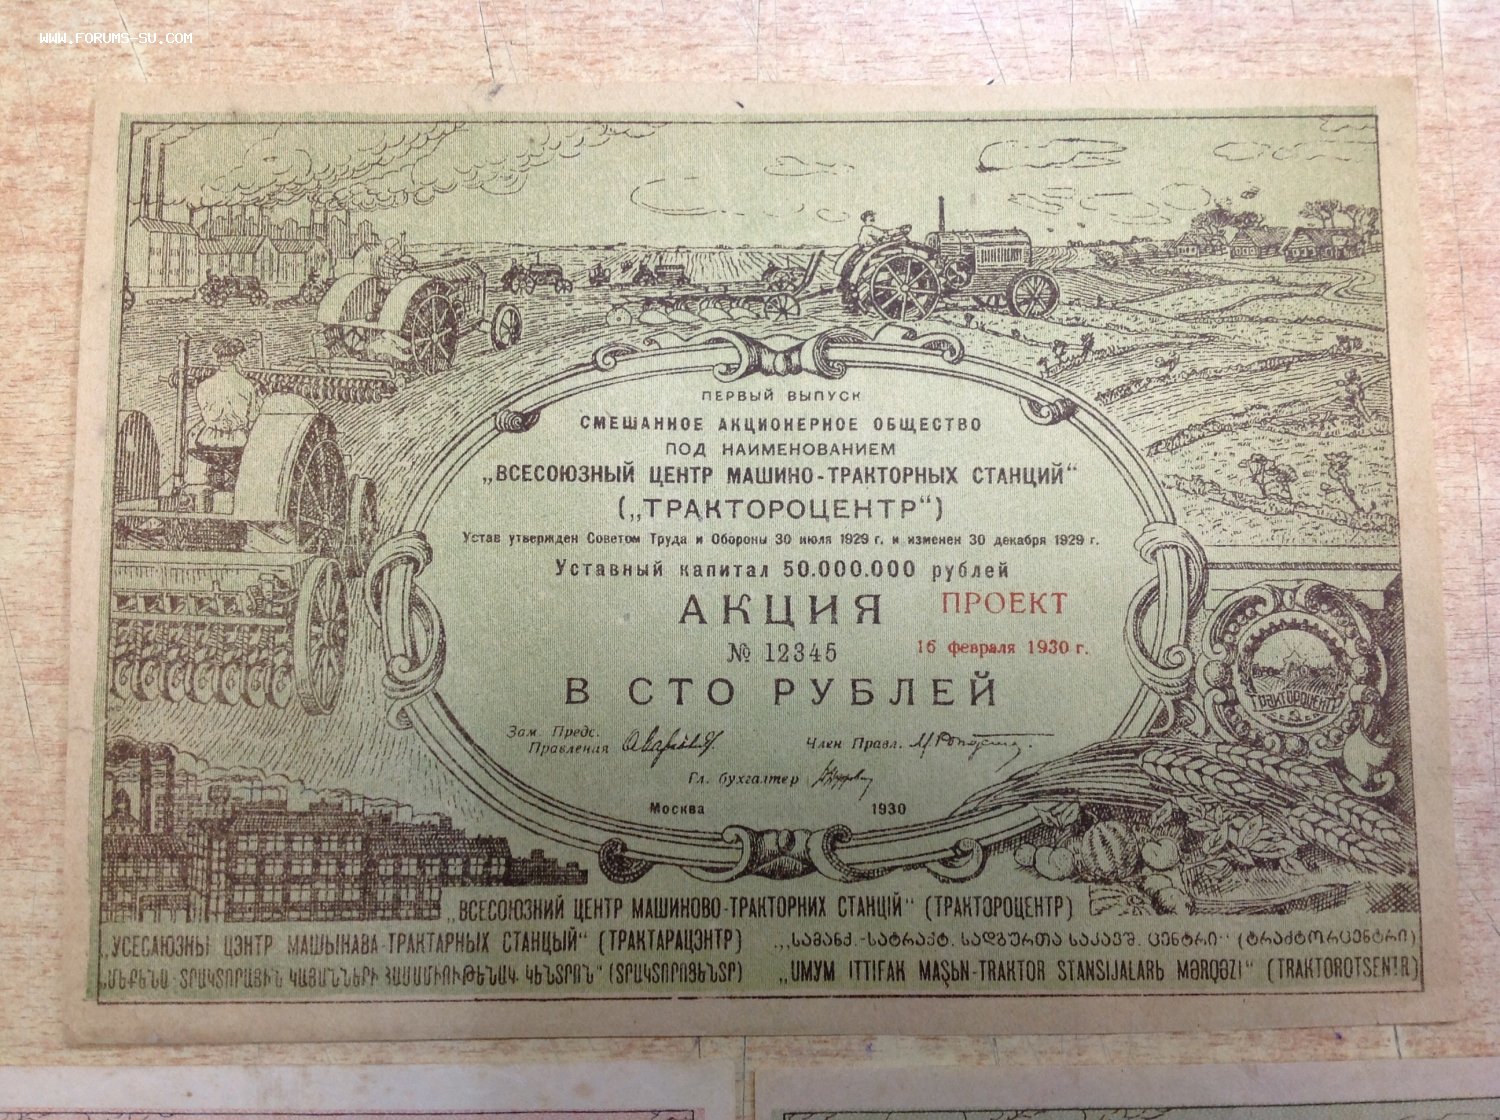 WWW.FORUMS-SU.COM
ПЕРВЫЙ ВЫПУСК
СМЕШАННОЕ АКЦИОНЕРНОЕ ОБЩЕСТВО
ПОД НАИМЕНОВАНИЕМ
„ВСЕСОЮЗНЫЙ ЦЕНТР МАШИНО-ТРАКТОРНЫХ СТАНЦИЙ“
(„ТРАКТОРОЦЕНТР“)
Устав утвержден Советом Труда и Обороны 30 июля 1929 г. и изменен 30 декабря 1929 г.
Уставный капитал 50.000.000 рублей
АКЦИЯ ПРОЕКТ
№ 12345 16 февраля 1930 г.
В СТО РУБЛЕЙ
ТРАКТОРОЦЕНТР
Зам. Предс. Правления
Член Правл.
Гл. бухгалтер
Москва 1930
„ВСЕСОЮЗНИЙ ЦЕНТР МАШИНОВО-ТРАКТОРНИХ СТАНЦІЙ“ (ТРАКТОРОЦЕНТР)
„УСЕСАЮЗНЫ ЦЭНТР МАШЫНАВА-ТРАКТАРНЫХ СТАНЦЫЙ“ (ТРАКТАРАЦЭНТР)
(ᲢᲠᲐᲥᲢᲝᲠᲪᲔᲜᲢᲠᲘ)
(ՏՐԱԿՏՈՐՈՑԵՆՏՐ)
„UMUM ITTIFAK MAŞЬN-TRAKTOR STANSIJALARЬ MƏRQƏZI“ (TRAKTOROTSENTR)